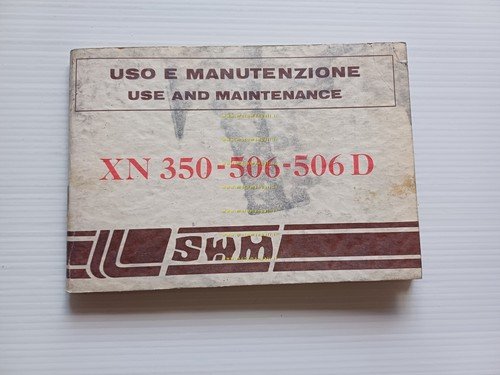 USO E MANUTENZIONE
USE AND MAINTENANCE
XN 350-506-506 D
SWM